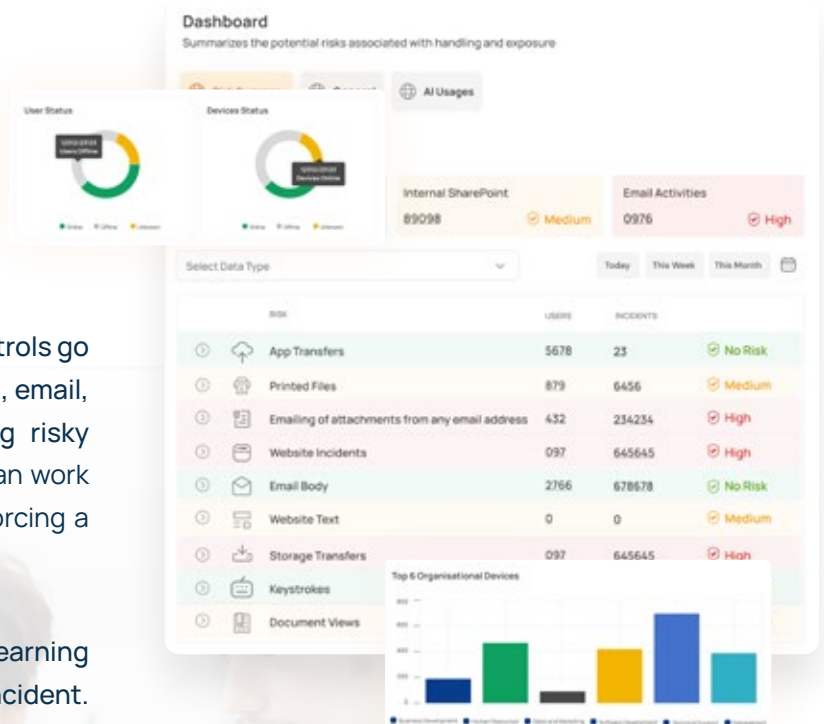 Dashboard
Summarizes the potential risks associated with handling and exposure
AI Usages
User Status
Devices Status
Users Offline
Devices Online
Internal SharePoint
89098
Medium
Email Activities
0976
High
Select Data Type
Today
This Week
This Month
RISK USERS INCIDENTS
App Transfers 5678 23 No Risk
Printed Files 879 6456 Medium
Emailing of attachments from any email address 432 234234 High
Website Incidents 097 645645 High
Email Body 2766 678678 No Risk
Website Text 0 0 Medium
Storage Transfers 097 645645 High
Keystrokes
Document Views
Top 6 Organisational Devices
trols go
, email,
g risky
an work
orcing a
earning
ncident.